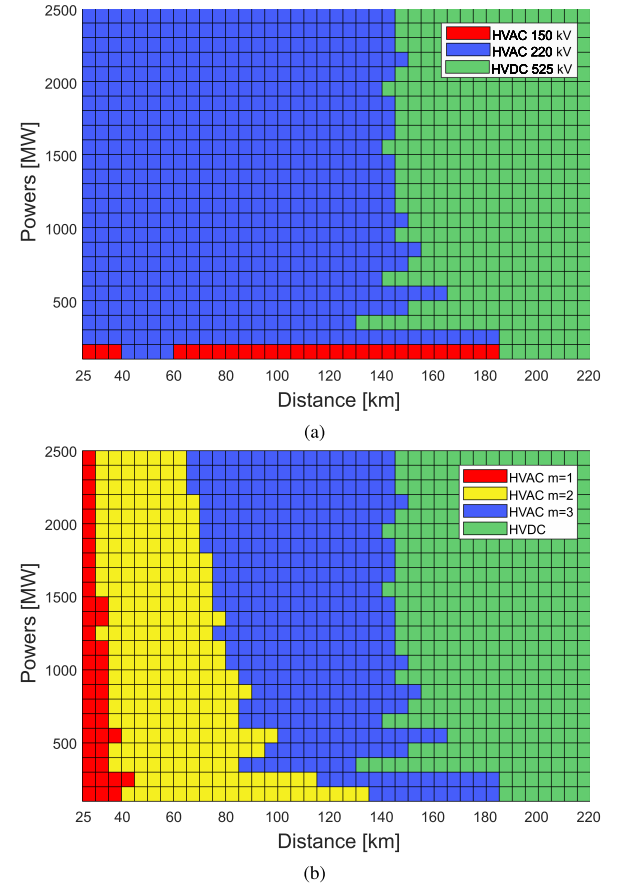 2500
2000
1500
1000
500
Powers [MW]
HVAC 150 kV
HVAC 220 kV
HVDC 525 kV
25 40 60 80 100 120 140 160 180 200 220
Distance [km]
(a)
2500
2000
1500
1000
500
Powers [MW]
HVAC m=1
HVAC m=2
HVAC m=3
HVDC
25 40 60 80 100 120 140 160 180 200 220
Distance [km]
(b)